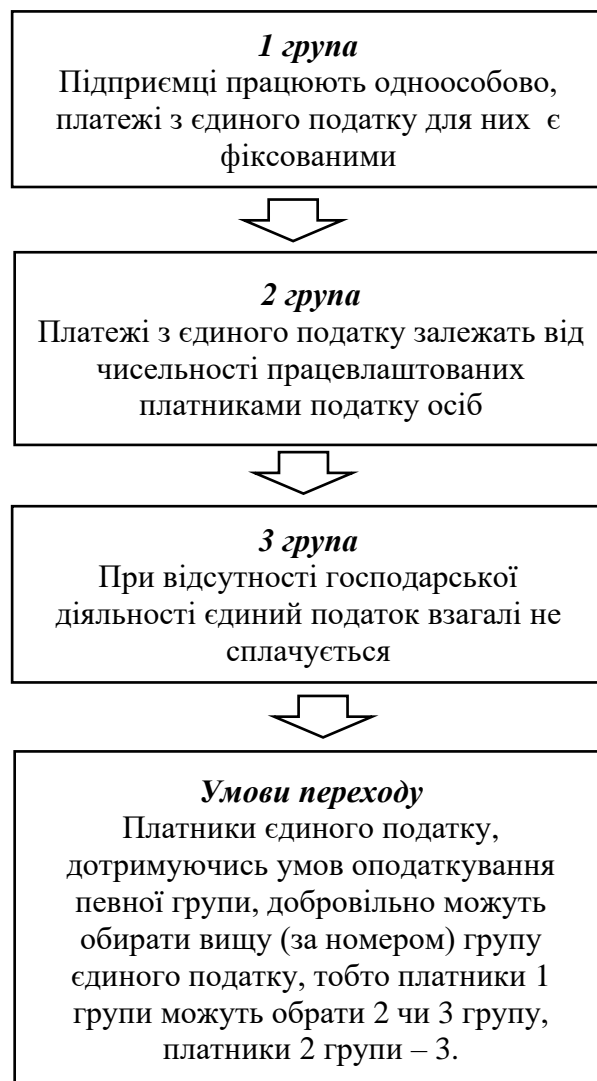 1 група
Підприємці працюють одноособово,
платежі з єдиного податку для них є
фіксованими
2 група
Платежі з єдиного податку залежать від
чисельності працевлаштованих
платниками податку осіб
3 група
При відсутності господарської
діяльності єдиний податок взагалі не
сплачується
Умови переходу
Платники єдиного податку,
дотримуючись умов оподаткування
певної групи, добровільно можуть
обирати вищу (за номером) групу
єдиного податку, тобто платники 1
групи можуть обрати 2 чи 3 групу,
платники 2 групи – 3.